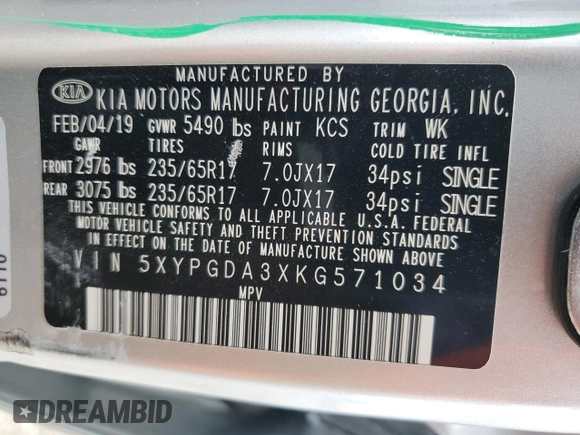 MANUFACTURED BY
KIA KIA MOTORS MANUFACTURING GEORGIA, INC.
FEB/04/19 GVWR 5490 lbs PAINT KCS TRIM WK
GAWR TIRES RIMS COLD TIRE INFL
FRONT 2976 lbs 235/65R17 7.0JX17 34psi SINGLE
REAR 3075 lbs 235/65R17 7.0JX17 34psi SINGLE
THIS VEHICLE CONFORMS TO ALL APPLICABLE U.S.A. FEDERAL
MOTOR VEHICLE SAFETY AND THEFT PREVENTION STANDARDS
IN EFFECT ON THE DATE OF MANUFACTURE SHOWN ABOVE.
VIN 5XYPGDA3XKG571034
MPV
DREAMBID